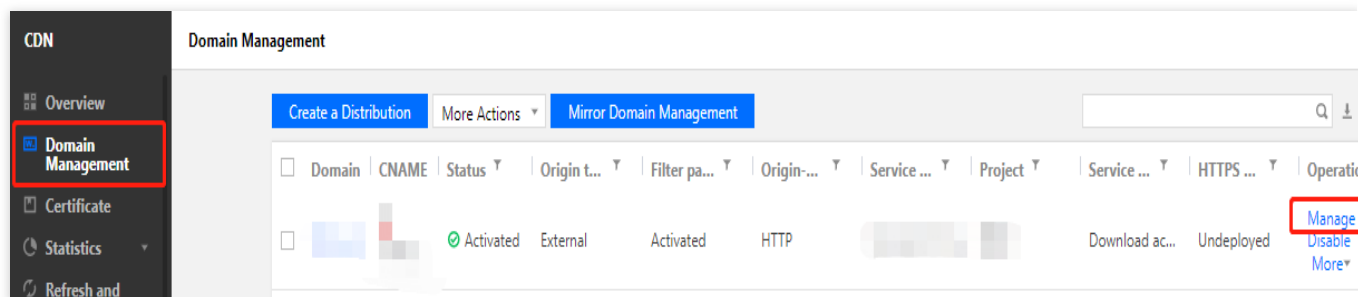 CDN
Domain Management
Overview
Domain
Management
Certificate
Statistics
Refresh and
Create a Distribution
More Actions
Mirror Domain Management
Domain CNAME Status Origin t... Filter pa... Origin-... Service ... Project Service ... HTTPS ... Operatio
Activated External Activated HTTP Download ac... Undeployed Manage
Disable
More